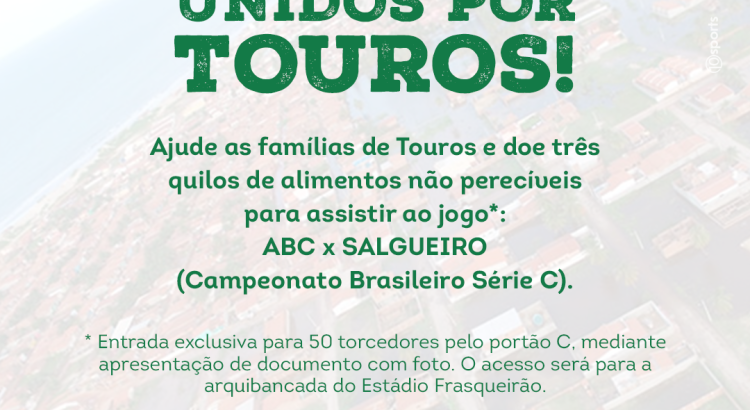 UNIDOS POR
TOUROS!
Ajude as famílias de Touros e doe três
quilos de alimentos não perecíveis
para assistir ao jogo*:
ABC x SALGUEIRO
(Campeonato Brasileiro Série C).
* Entrada exclusiva para 50 torcedores pelo portão C, mediante
apresentação de documento com foto. O acesso será para a
arquibancada do Estádio Frasqueirão.